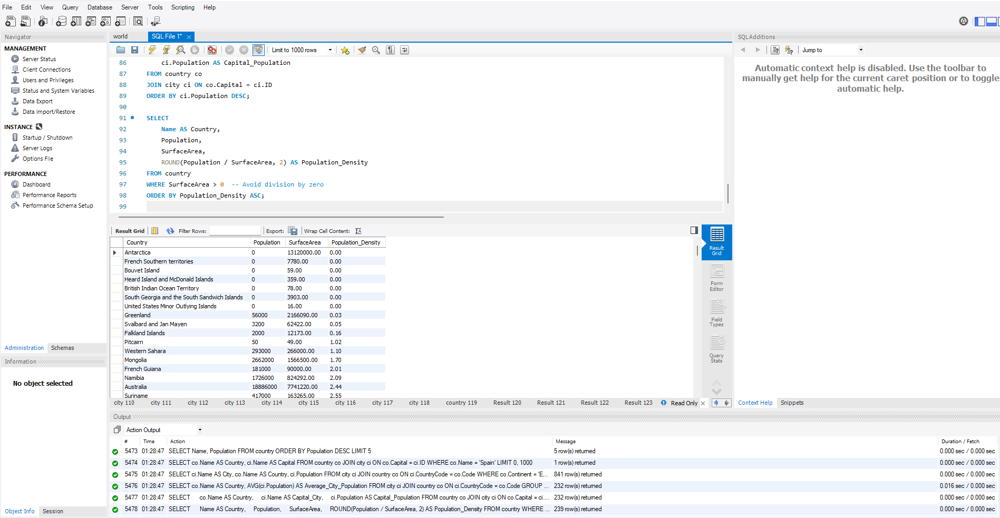 File Edit View Query Database Server Tools Scripting Help
Navigator
MANAGEMENT
Server Status
Client Connections
Users and Privileges
Status and System Variables
Data Export
Data Import/Restore
INSTANCE
Startup / Shutdown
Server Logs
Options File
PERFORMANCE
Dashboard
Performance Reports
Performance Schema Setup
Administration Schemas
Information
No object selected
Object Info Session
world SQL File 1*
Limit to 1000 rows
86 ci.Population AS Capital_Population
87 FROM country co
88 JOIN city ci ON co.Capital = ci.ID
89 ORDER BY ci.Population DESC;
90
91 SELECT
92 Name AS Country,
93 Population,
94 SurfaceArea,
95 ROUND(Population / SurfaceArea, 2) AS Population_Density
96 FROM country
97 WHERE SurfaceArea > 0 -- Avoid division by zero
98 ORDER BY Population_Density ASC;
99
Result Grid Filter Rows: Export: Wrap Cell Content:
Country Population SurfaceArea Population_Density
Antarctica 0 13120000.00 0.00
French Southern territories 0 7780.00 0.00
Bouvet Island 0 59.00 0.00
Heard Island and McDonald Islands 0 359.00 0.00
British Indian Ocean Territory 0 78.00 0.00
South Georgia and the South Sandwich Islands 0 3903.00 0.00
United States Minor Outlying Islands 0 16.00 0.00
Greenland 56000 2166090.00 0.03
Svalbard and Jan Mayen 3200 62422.00 0.05
Falkland Islands 2000 12173.00 0.16
Pitcairn 50 49.00 1.02
Western Sahara 293000 266000.00 1.10
Mongolia 2662000 1566500.00 1.70
French Guiana 181000 90000.00 2.01
Namibia 1726000 824292.00 2.09
Australia 18886000 7741220.00 2.44
Suriname 417000 163265.00 2.55
Result
Grid
Form
Editor
Field
Types
Query
Stats
city 110 city 111 city 112 city 113 city 114 city 115 city 116 city 117 city 118 country 119 Result 120 Result 121 Result 122 Result 123 Read Only
SQLAdditions
Jump to
Automatic context help is disabled. Use the toolbar to
manually get help for the current caret position or to toggle
automatic help.
Context Help Snippets
Output
Action Output
# Time Action Message Duration / Fetch
5473 01:28:47 SELECT Name, Population FROM country ORDER BY Population DESC LIMIT 5 5 row(s) returned 0.000 sec / 0.000 sec
5474 01:28:47 SELECT co.Name AS Country, ci.Name AS Capital FROM country co JOIN city ci ON co.Capital = ci.ID WHERE co.Name = 'Spain' LIMIT 0, 1000 1 row(s) returned 0.000 sec / 0.000 sec
5475 01:28:47 SELECT ci.Name AS City, co.Name AS Country, ci.Population FROM city ci JOIN country co ON ci.CountryCode = co.Code WHERE co.Continent = 'E... 841 row(s) returned 0.000 sec / 0.000 sec
5476 01:28:47 SELECT co.Name AS Country, AVG(ci.Population) AS Average_City_Population FROM city ci JOIN country co ON ci.CountryCode = co.Code GROUP ... 232 row(s) returned 0.016 sec / 0.000 sec
5477 01:28:47 SELECT co.Name AS Country, ci.Name AS Capital_City, ci.Population AS Capital_Population FROM country co JOIN city ci ON co.Capital = ci.... 232 row(s) returned 0.000 sec / 0.000 sec
5478 01:28:47 SELECT Name AS Country, Population, SurfaceArea, ROUND(Population / SurfaceArea, 2) AS Population_Density FROM country WHERE ... 239 row(s) returned 0.000 sec / 0.000 sec